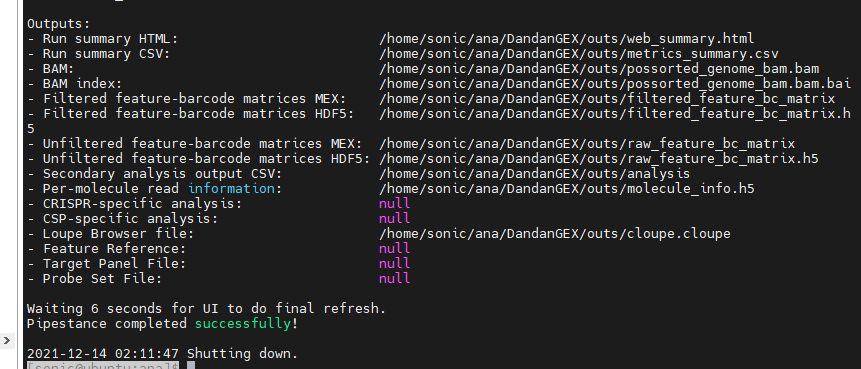 Outputs:
- Run summary HTML: /home/sonic/ana/DandanGEX/outs/web_summary.html
- Run summary CSV: /home/sonic/ana/DandanGEX/outs/metrics_summary.csv
- BAM: /home/sonic/ana/DandanGEX/outs/possorted_genome_bam.bam
- BAM index: /home/sonic/ana/DandanGEX/outs/possorted_genome_bam.bam.bai
- Filtered feature-barcode matrices MEX: /home/sonic/ana/DandanGEX/outs/filtered_feature_bc_matrix
- Filtered feature-barcode matrices HDF5: /home/sonic/ana/DandanGEX/outs/filtered_feature_bc_matrix.h
5
- Unfiltered feature-barcode matrices MEX: /home/sonic/ana/DandanGEX/outs/raw_feature_bc_matrix
- Unfiltered feature-barcode matrices HDF5: /home/sonic/ana/DandanGEX/outs/raw_feature_bc_matrix.h5
- Secondary analysis output CSV: /home/sonic/ana/DandanGEX/outs/analysis
- Per-molecule read information: /home/sonic/ana/DandanGEX/outs/molecule_info.h5
- CRISPR-specific analysis: null
- CSP-specific analysis: null
- Loupe Browser file: /home/sonic/ana/DandanGEX/outs/cloupe.cloupe
- Feature Reference: null
- Target Panel File: null
- Probe Set File: null
Waiting 6 seconds for UI to do final refresh.
Pipestance completed successfully!
2021-12-14 02:11:47 Shutting down.
[sonic@ubuntu:ana]$